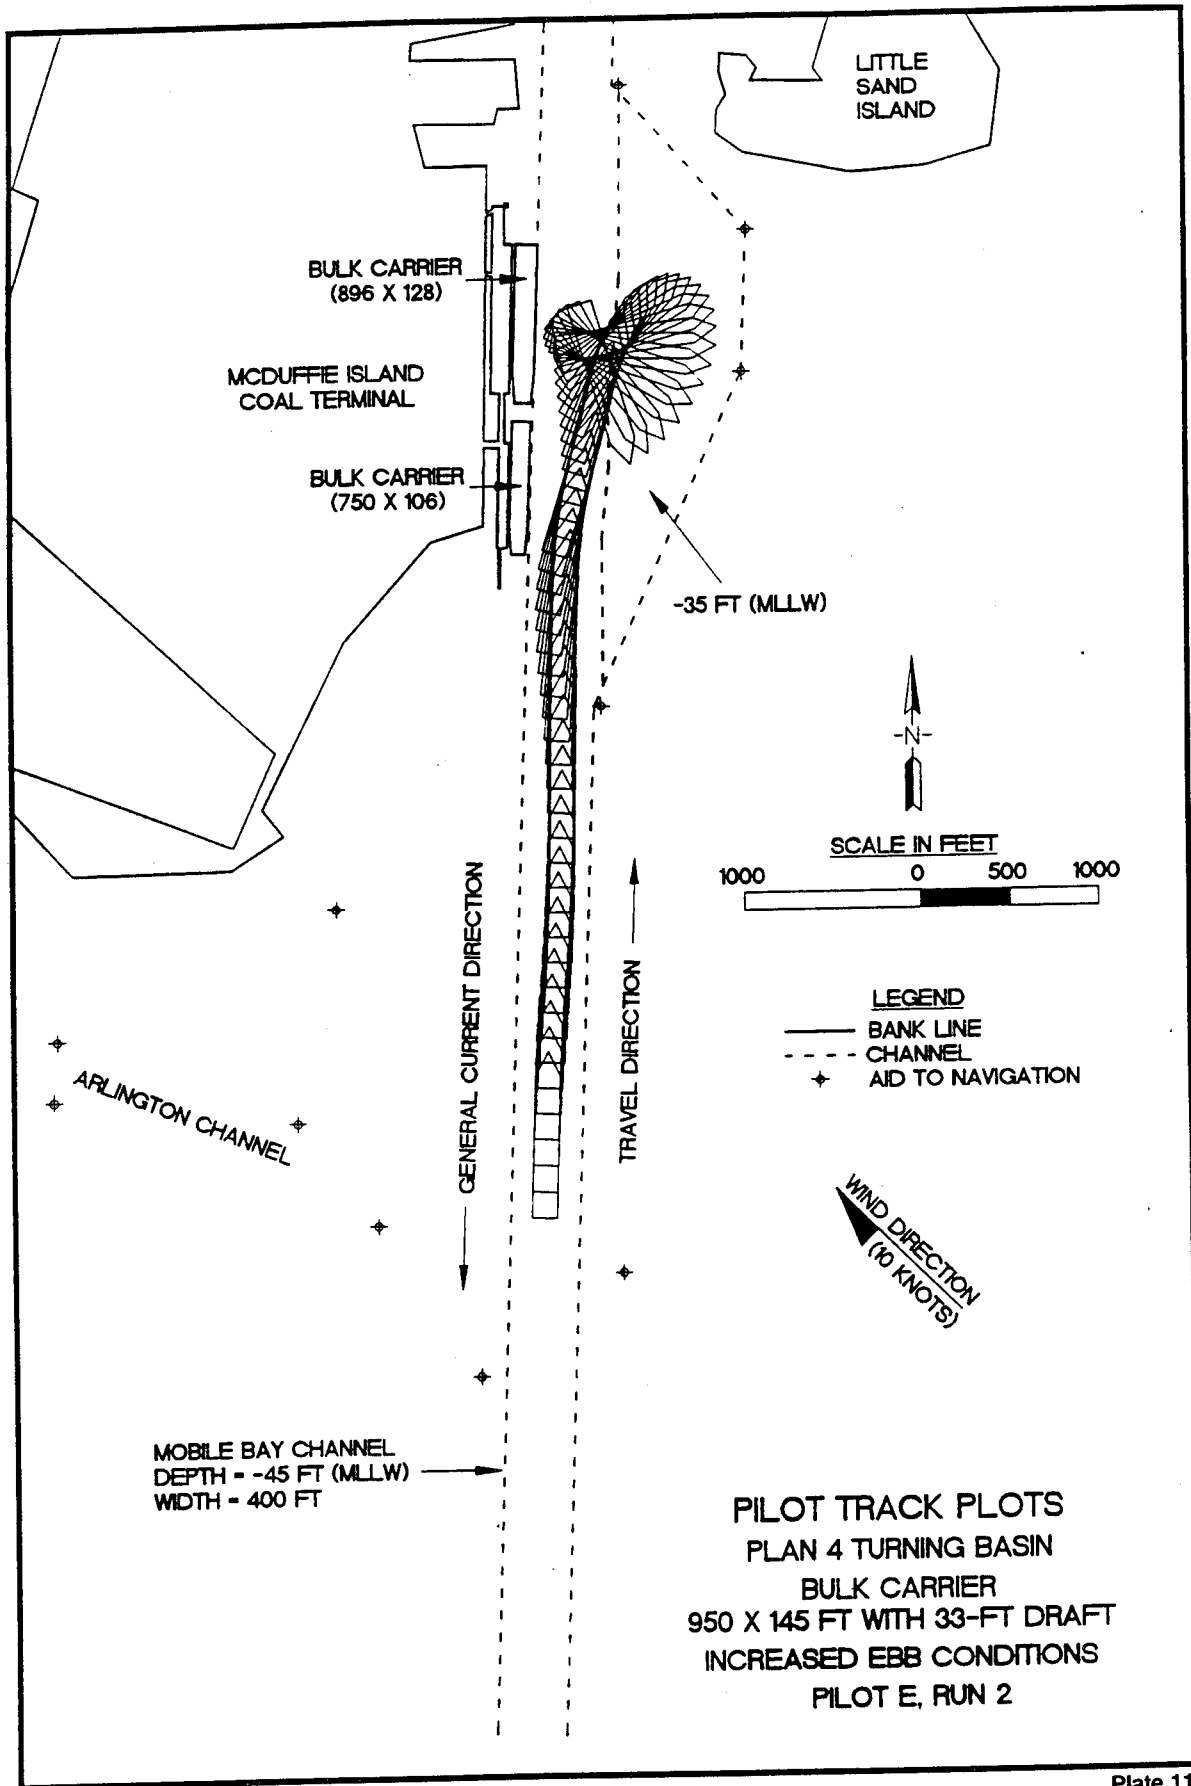 LITTLE
SAND
ISLAND
BULK CARRIER
(896 X 128)
MCDUFFIE ISLAND
COAL TERMINAL
BULK CARRIER
(750 X 106)
-35 FT (MLLW)
-N-
SCALE IN FEET
1000 0 500 1000
GENERAL CURRENT DIRECTION
TRAVEL DIRECTION
LEGEND
BANK LINE
CHANNEL
AID TO NAVIGATION
ARLINGTON CHANNEL
WIND DIRECTION
(10 KNOTS)
MOBILE BAY CHANNEL
DEPTH = -45 FT (MLLW)
WIDTH = 400 FT
PILOT TRACK PLOTS
PLAN 4 TURNING BASIN
BULK CARRIER
950 X 145 FT WITH 33-FT DRAFT
INCREASED EBB CONDITIONS
PILOT E, RUN 2
Plate 11